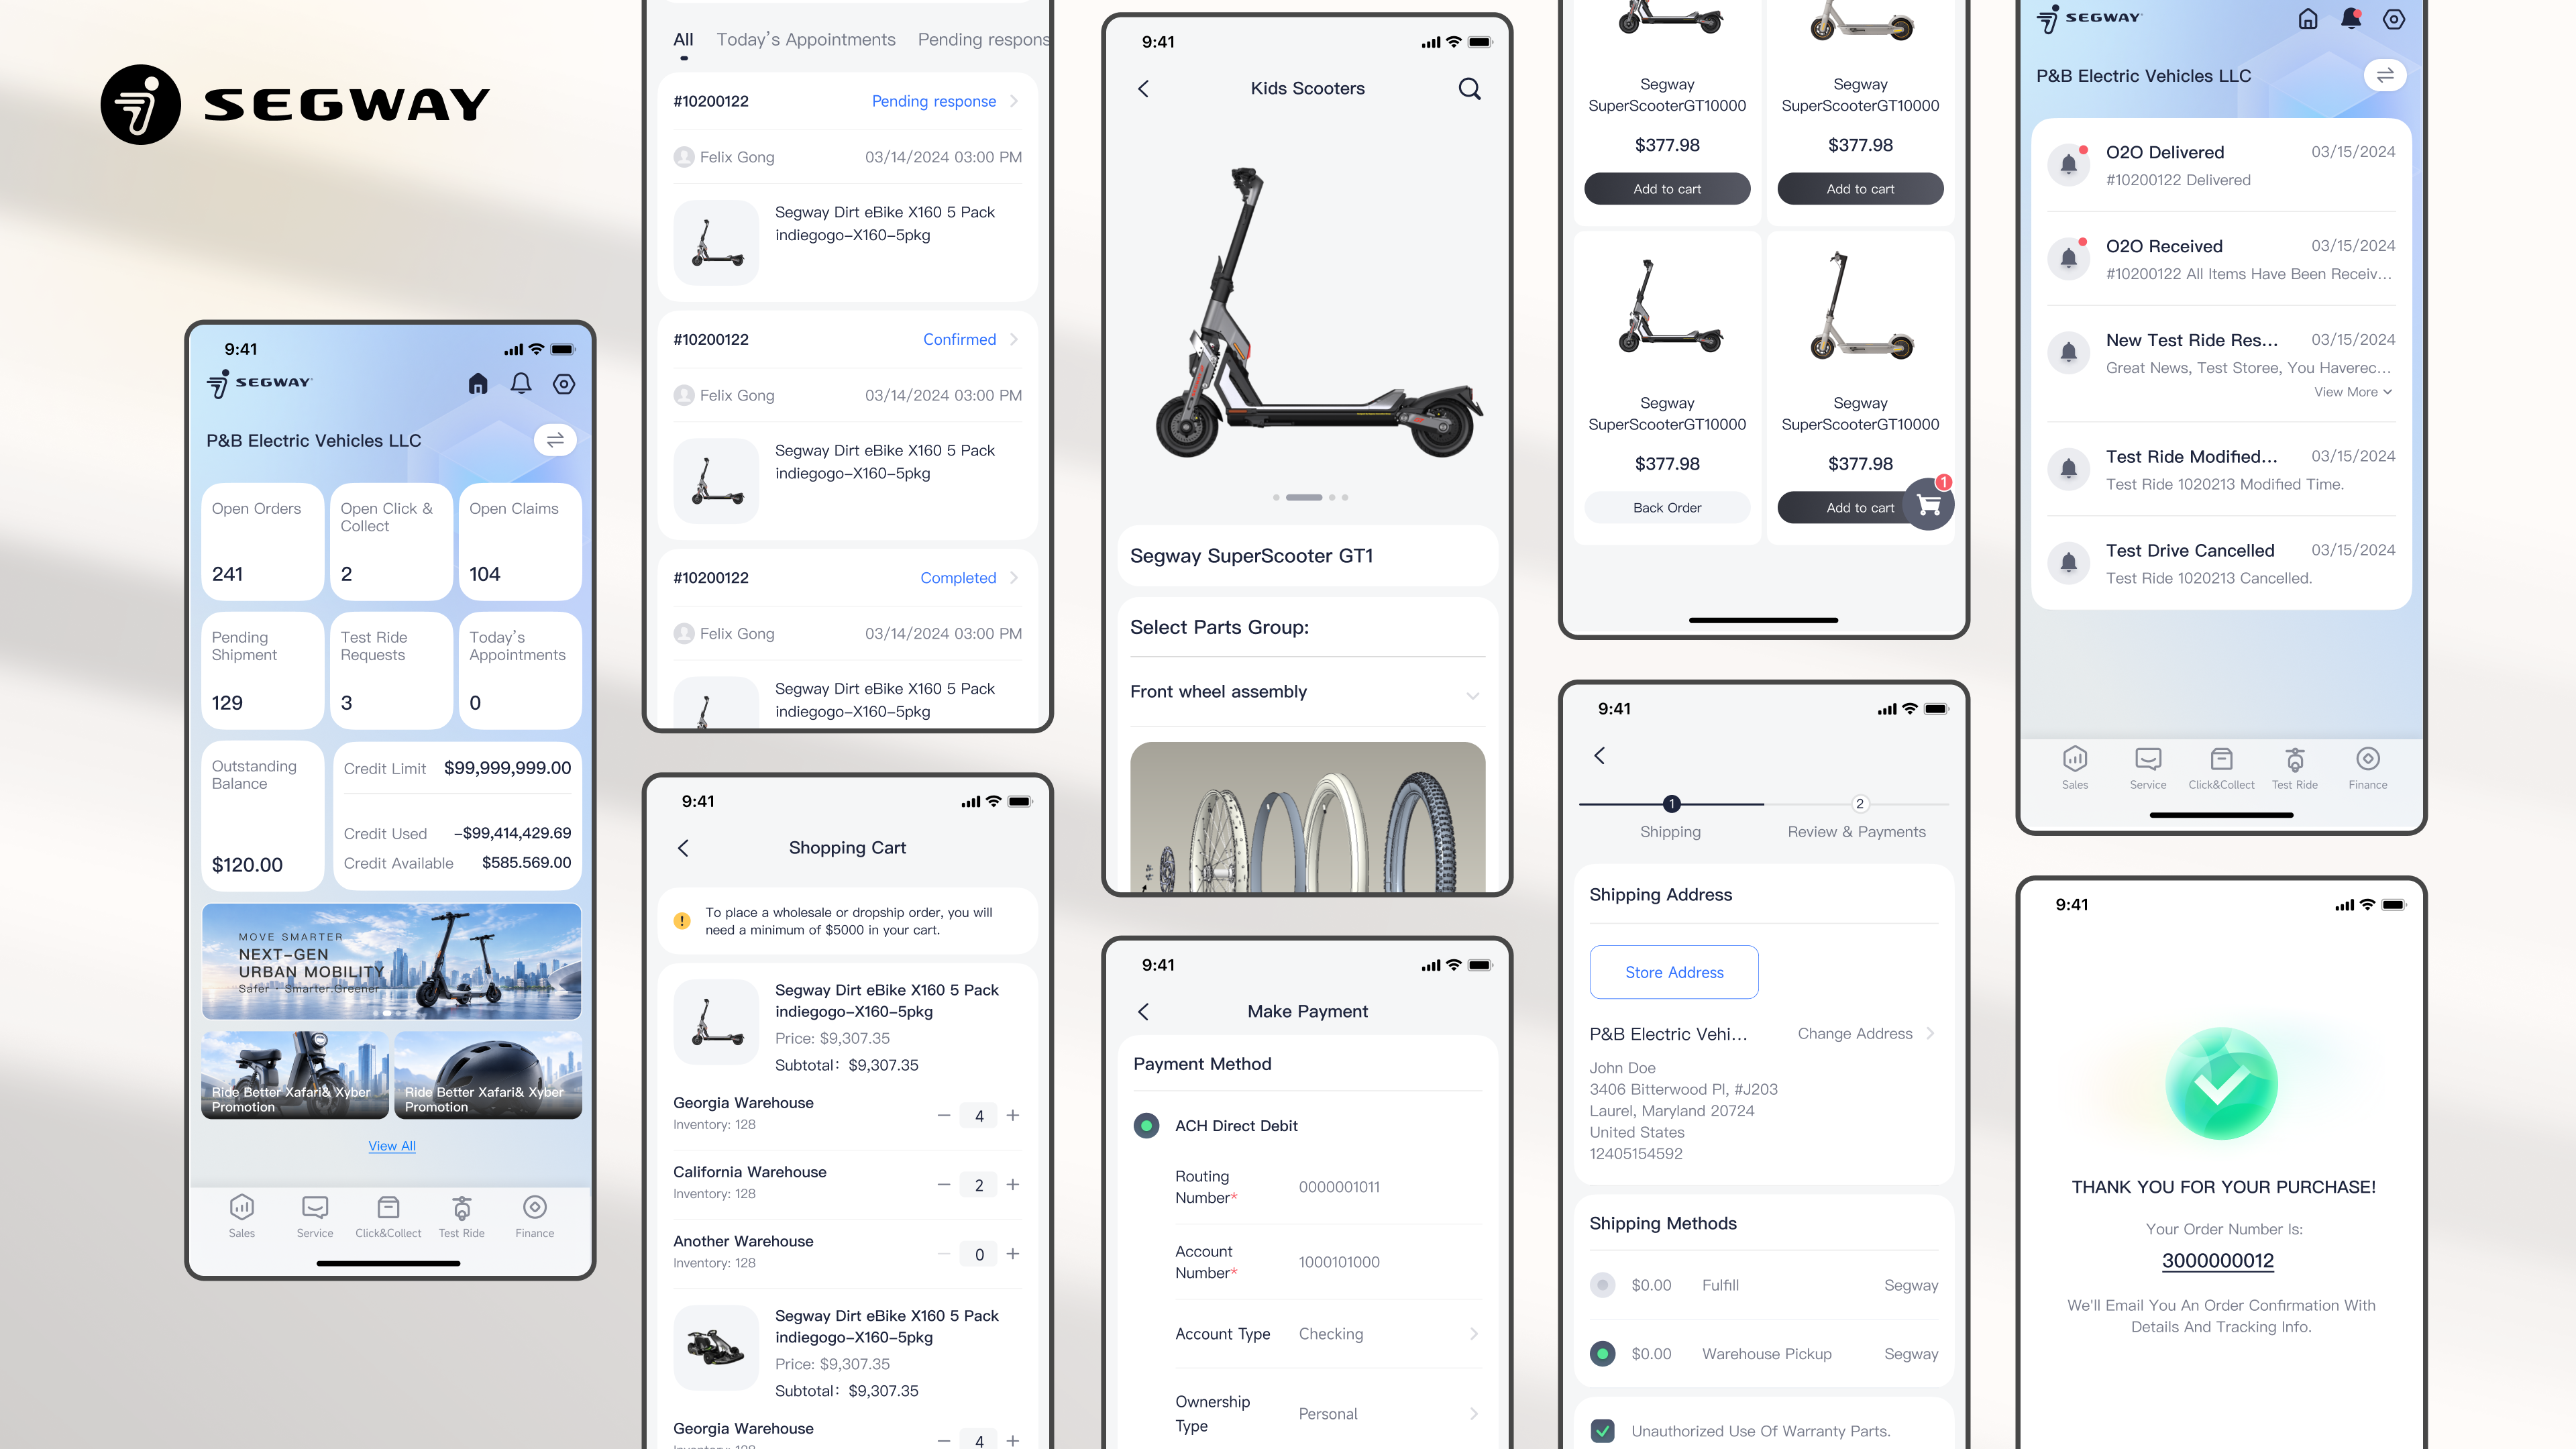 SEGWAY
9:41
SEGWAY
P&B Electric Vehicles LLC
Open Orders
241
Open Click &
Collect
2
Open Claims
104
Pending
Shipment
129
Test Ride
Requests
3
Today's
Appointments
0
Outstanding
Balance
$120.00
Credit Limit $99,999,999.00
Credit Used -$99,414,429.69
Credit Available $585.569.00
MOVE SMARTER
NEXT-GEN
URBAN MOBILITY
Safer · Smarter.Greener
Ride Better Xafari& Xyber
Promotion
Ride Better Xafari& Xyber
Promotion
View All
Sales Service Click&Collect Test Ride Finance
All Today's Appointments Pending respons
#10200122 Pending response
Felix Gong 03/14/2024 03:00 PM
Segway Dirt eBike X160 5 Pack
indiegogo-X160-5pkg
#10200122 Confirmed
Felix Gong 03/14/2024 03:00 PM
Segway Dirt eBike X160 5 Pack
indiegogo-X160-5pkg
#10200122 Completed
Felix Gong 03/14/2024 03:00 PM
Segway Dirt eBike X160 5 Pack
indiegogo-X160-5pkg
9:41
Shopping Cart
To place a wholesale or dropship order, you will
need a minimum of $5000 in your cart.
Segway Dirt eBike X160 5 Pack
indiegogo-X160-5pkg
Price: $9,307.35
Subtotal: $9,307.35
Georgia Warehouse
Inventory: 128
4
California Warehouse
Inventory: 128
2
Another Warehouse
Inventory: 128
0
Segway Dirt eBike X160 5 Pack
indiegogo-X160-5pkg
Price: $9,307.35
Subtotal: $9,307.35
Georgia Warehouse
Inventory: 128
4
9:41
Kids Scooters
Segway SuperScooter GT1
Select Parts Group:
Front wheel assembly
9:41
Make Payment
Payment Method
ACH Direct Debit
Routing
Number*
0000001011
Account
Number*
1000101000
Account Type Checking
Ownership
Type
Personal
Segway
SuperScooterGT10000
$377.98
Add to cart
Segway
SuperScooterGT10000
$377.98
Add to cart
Segway
SuperScooterGT10000
$377.98
Back Order
Segway
SuperScooterGT10000
$377.98
Add to cart
1
9:41
1 2
Shipping Review & Payments
Shipping Address
Store Address
P&B Electric Vehi... Change Address
John Doe
3406 Bitterwood Pl, #J203
Laurel, Maryland 20724
United States
12405154592
Shipping Methods
$0.00 Fulfill Segway
$0.00 Warehouse Pickup Segway
Unauthorized Use Of Warranty Parts.
SEGWAY
P&B Electric Vehicles LLC
O2O Delivered 03/15/2024
#10200122 Delivered
O2O Received 03/15/2024
#10200122 All Items Have Been Receiv...
New Test Ride Res... 03/15/2024
Great News, Test Storee, You Haverec...
View More
Test Ride Modified... 03/15/2024
Test Ride 1020213 Modified Time.
Test Drive Cancelled 03/15/2024
Test Ride 1020213 Cancelled.
Sales Service Click&Collect Test Ride Finance
9:41
THANK YOU FOR YOUR PURCHASE!
Your Order Number Is:
3000000012
We'll Email You An Order Confirmation With
Details And Tracking Info.